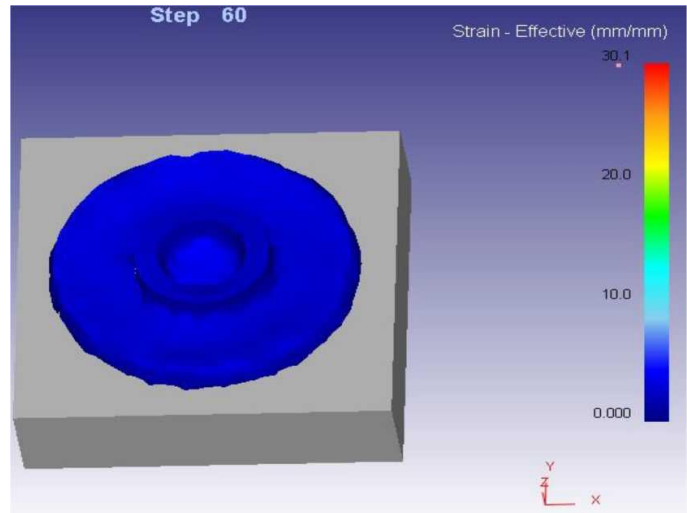 Step 60
Strain - Effective (mm/mm)
30.1
20.0
10.0
0.000
Y
Z
X